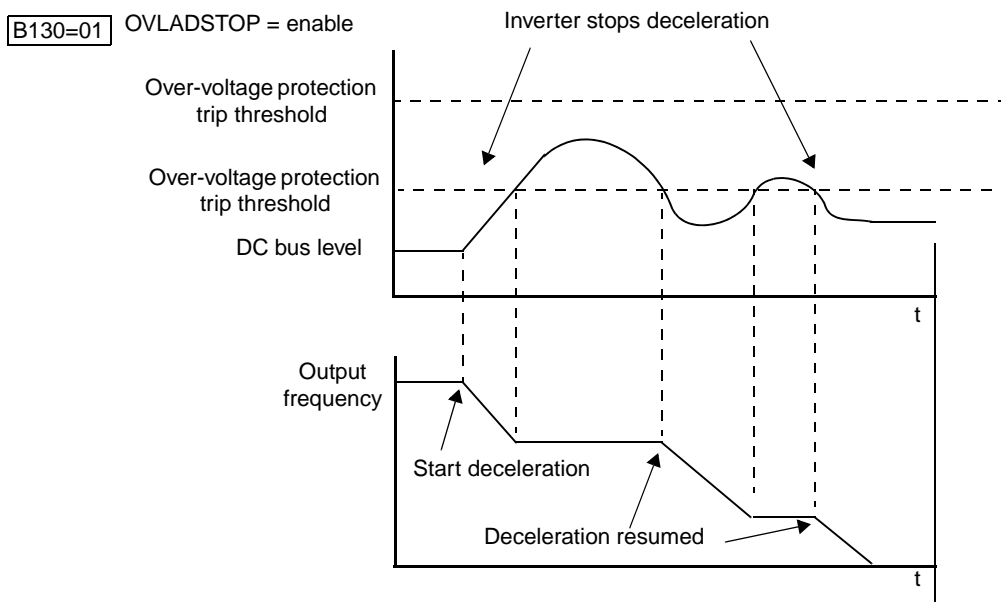 B130=01 OVLADSTOP = enable
Inverter stops deceleration
Over-voltage protection
trip threshold
Over-voltage protection
trip threshold
DC bus level
t
Output
frequency
Start deceleration
Deceleration resumed
t